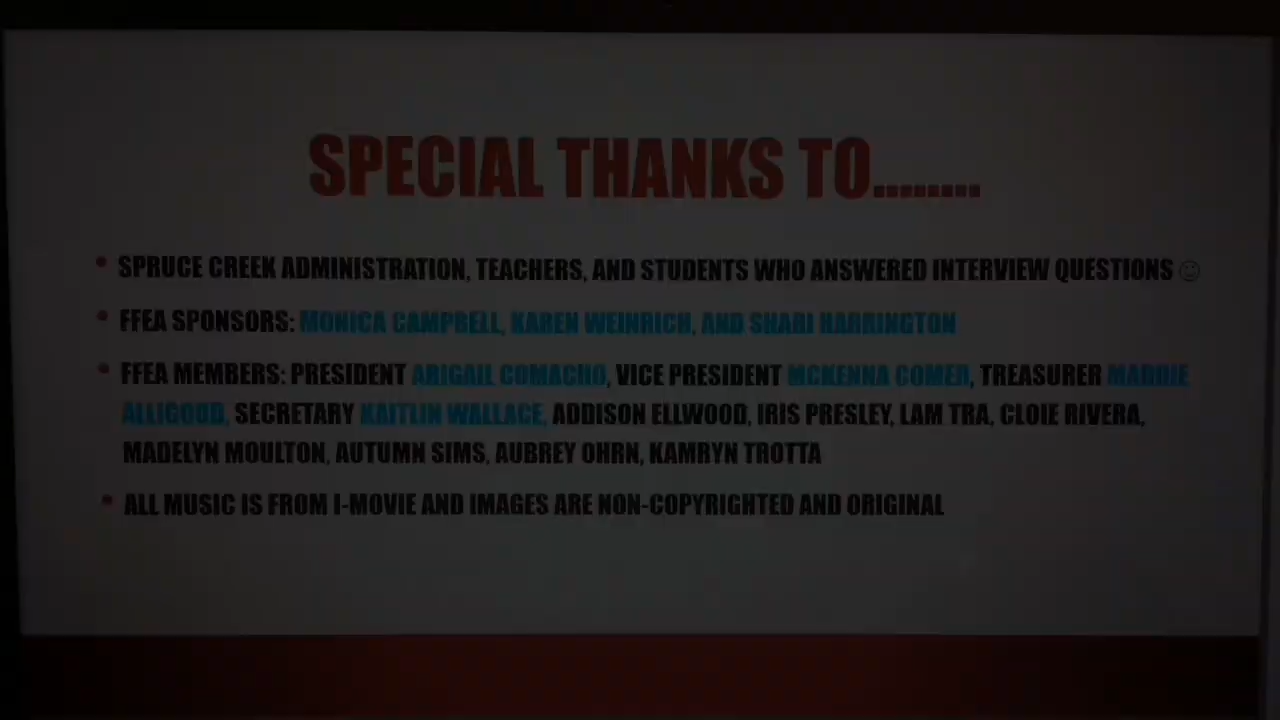 SPECIAL THANKS TO........
• SPRUCE CREEK ADMINISTRATION, TEACHERS, AND STUDENTS WHO ANSWERED INTERVIEW QUESTIONS ☺
• FFEA SPONSORS: MONICA CAMPBELL, KAREN WEINRICH, AND SHARI HARRINGTON
• FFEA MEMBERS: PRESIDENT ABIGAIL COMACHO, VICE PRESIDENT MCKENNA COMER, TREASURER
ALLIGOOD, SECRETARY KAITLIN WALLACE, ADDISON ELLWOOD, IRIS PRESLEY, LAM TRA, CLOIE RIVERA,
MADELYN MOULTON, AUTUMN SIMS, AUBREY OHRN, KAMRYN TROTTA
• ALL MUSIC IS FROM I-MOVIE AND IMAGES ARE NON-COPYRIGHTED AND ORIGINAL